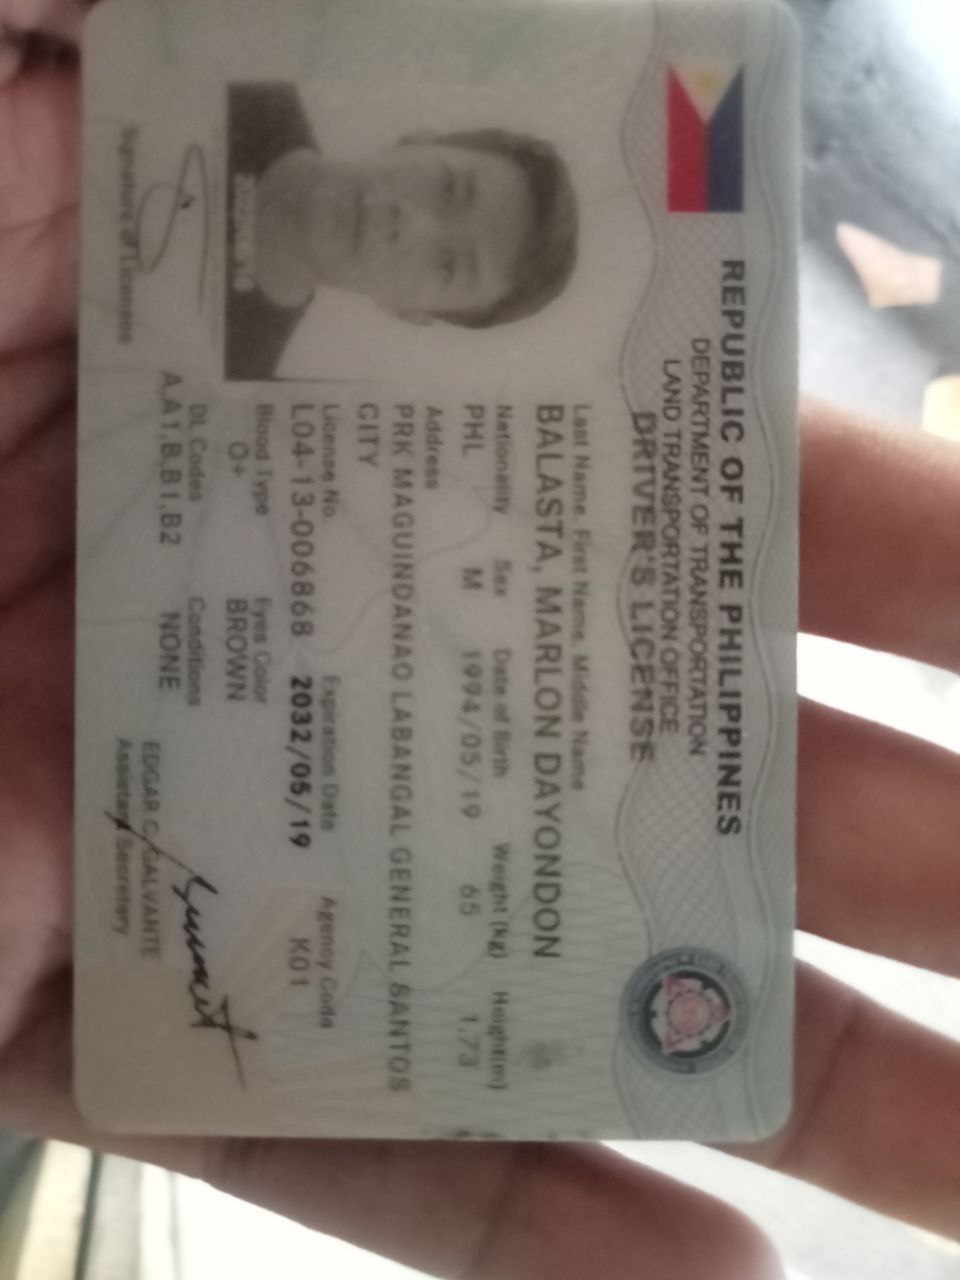 REPUBLIC OF THE PHILIPPINES
DEPARTMENT OF TRANSPORTATION
LAND TRANSPORTATION OFFICE
DRIVER'S LICENSE
Last Name, First Name, Middle Name
BALASTA, MARLON DAYONDON
Nationality Sex Date of Birth Weight (kg) Height(m)
PHL M 1994/05/19 65 1.73
Address
PRK MAGUINDANAO LABANGAL GENERAL SANTOS
CITY
License No. Expiration Date Agency Code
L04-13-006868 2032/05/19 K01
Blood Type Eyes Color
O+ BROWN
DL Codes Conditions
A,A1,B,B1,B2 NONE
EDGAR C. GALVANTE
Assistant Secretary
Signature of Licensee